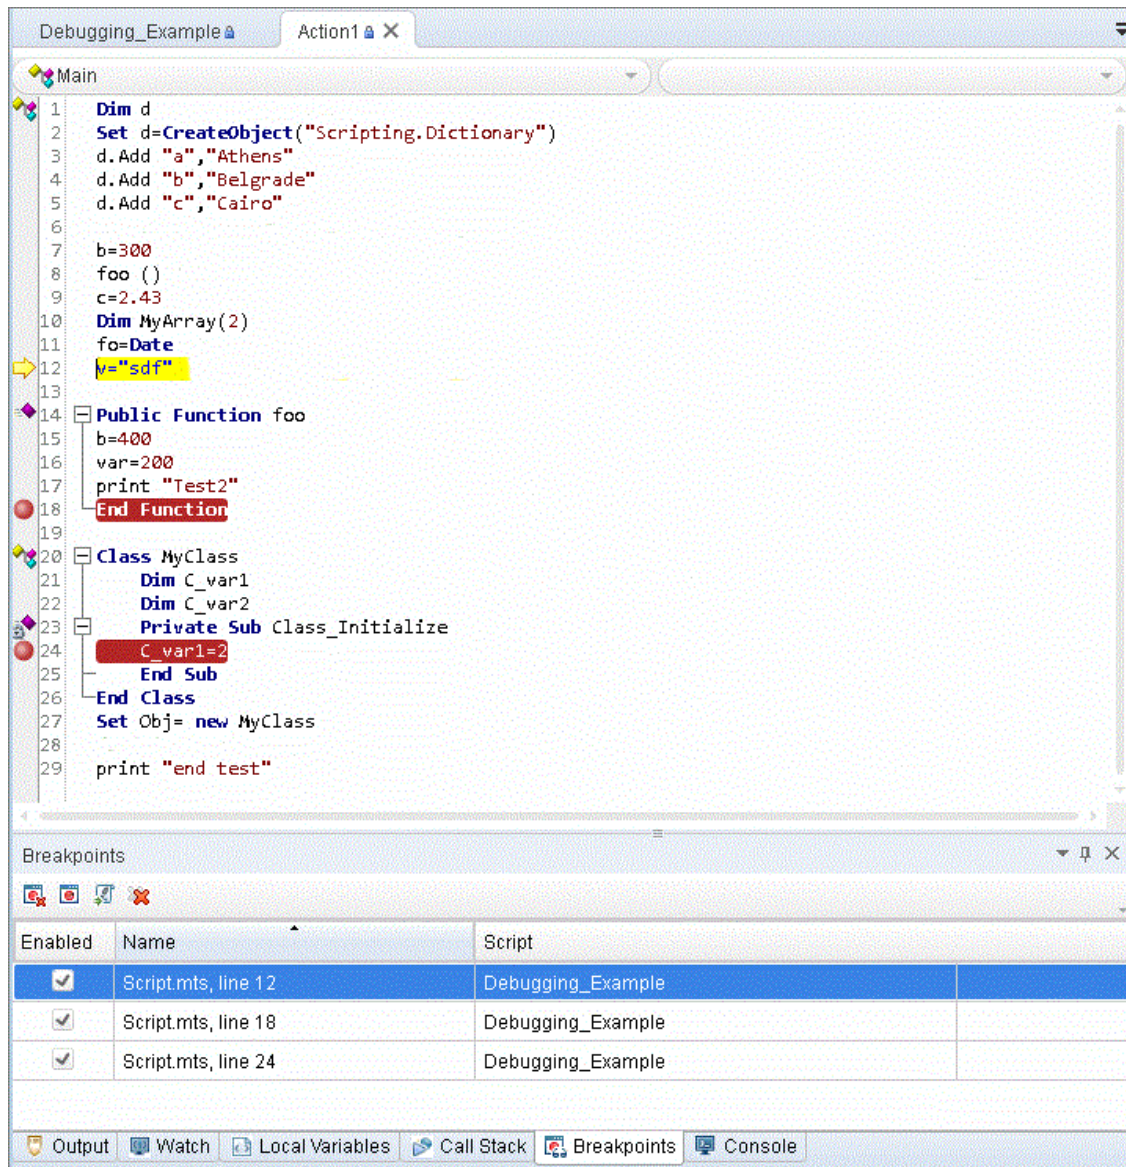 Debugging_Example Action1
Main
1 Dim d
2 Set d=CreateObject("Scripting.Dictionary")
3 d.Add "a","Athens"
4 d.Add "b","Belgrade"
5 d.Add "c","Cairo"
6
7 b=300
8 foo ()
9 c=2.43
10 Dim MyArray(2)
11 fo=Date
12 v="sdf"
13
14 Public Function foo
15 b=400
16 var=200
17 print "Test2"
18 End Function
19
20 Class MyClass
21 Dim C_var1
22 Dim C_var2
23 Private Sub Class_Initialize
24 C_var1=2
25 End Sub
26 End Class
27 Set Obj= new MyClass
28
29 print "end test"
Breakpoints
Enabled Name Script
Script.mts, line 12 Debugging_Example
Script.mts, line 18 Debugging_Example
Script.mts, line 24 Debugging_Example
Output Watch Local Variables Call Stack Breakpoints Console